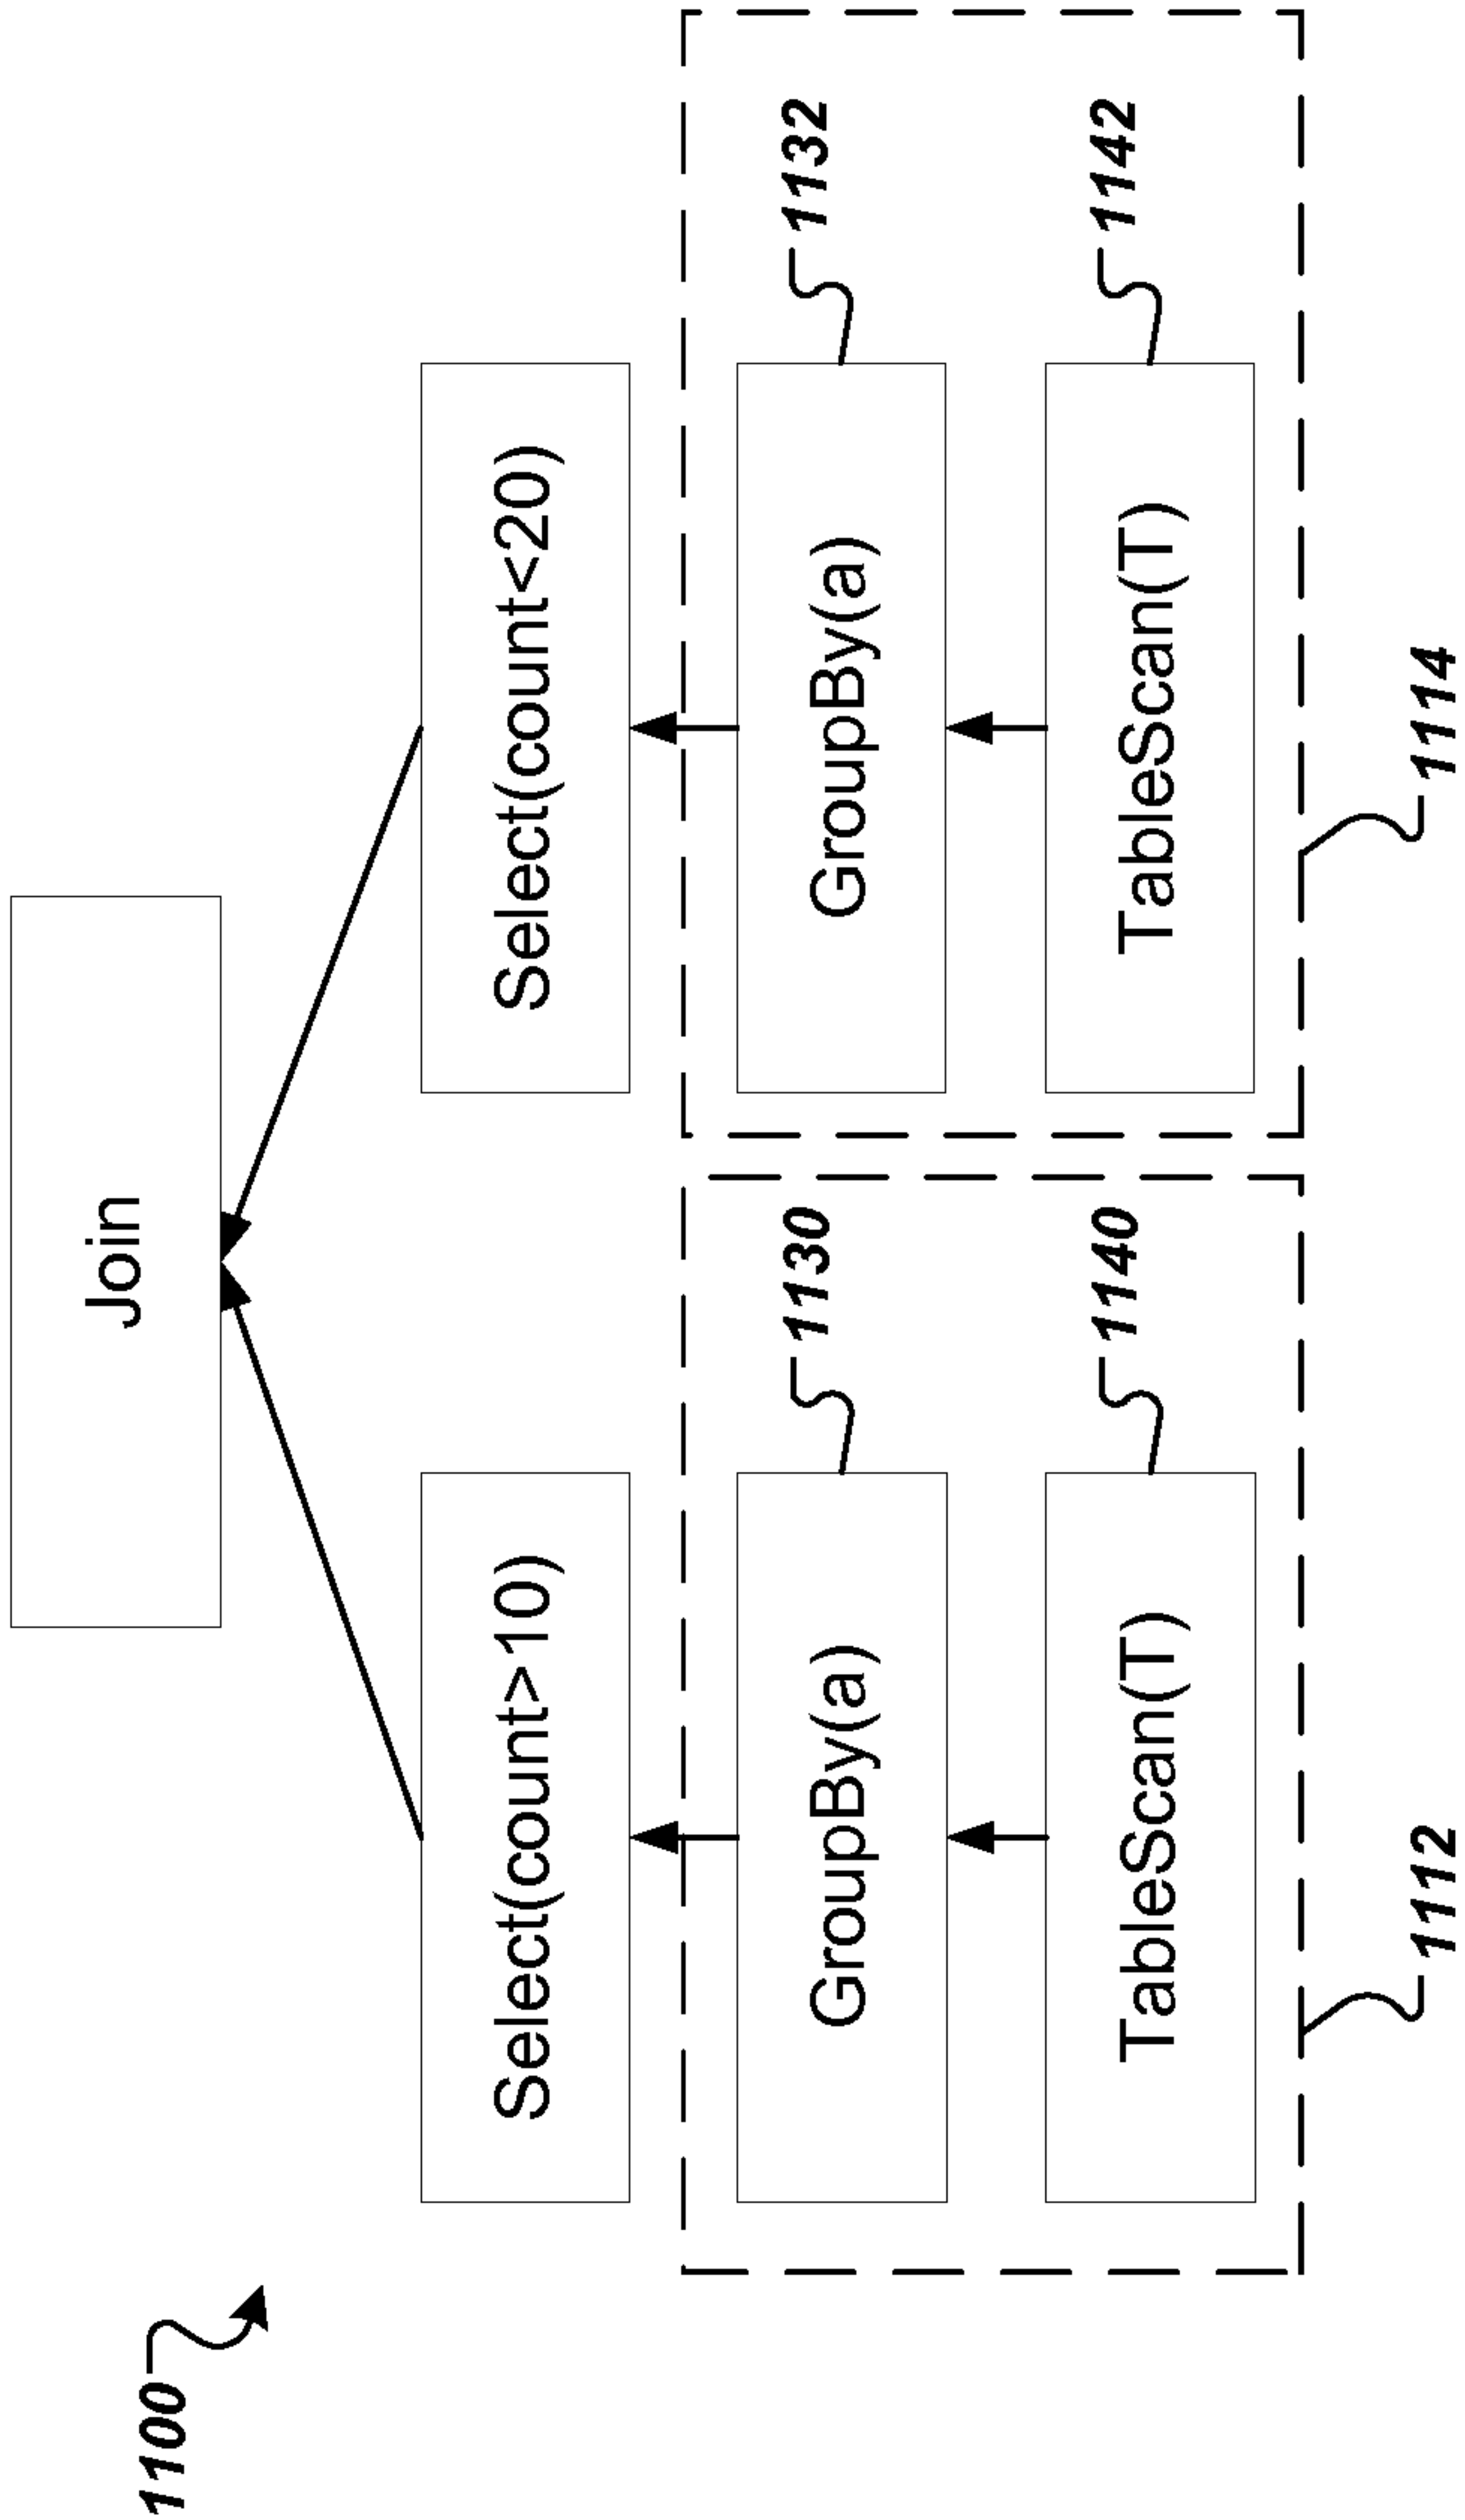 1100
Join
Select(count>10)
Select(count<20)
GroupBy(a)
1130
GroupBy(a)
1132
TableScan(T)
1140
TableScan(T)
1142
1112
1114